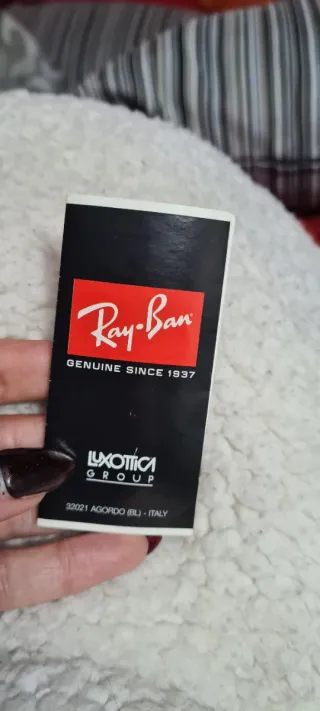 Ray-Ban
GENUINE SINCE 1937
LUXOTTICA
GROUP
32021 AGORDO (BL) - ITALY